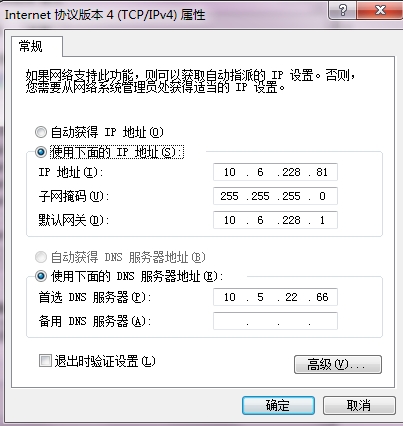 Internet 协议版本 4 (TCP/IPv4) 属性
?
常规
如果网络支持此功能，则可以获取自动指派的 IP 设置。否则，
您需要从网络系统管理员处获得适当的 IP 设置。
自动获得 IP 地址(O)
使用下面的 IP 地址(S):
IP 地址(I): 10 . 6 .228 . 81
子网掩码(U): 255 .255 .255 . 0
默认网关(D): 10 . 6 .228 . 1
自动获得 DNS 服务器地址(B)
使用下面的 DNS 服务器地址(E):
首选 DNS 服务器(P): 10 . 5 . 22 . 66
备用 DNS 服务器(A): . . .
退出时验证设置(L)
高级(V)...
确定 取消